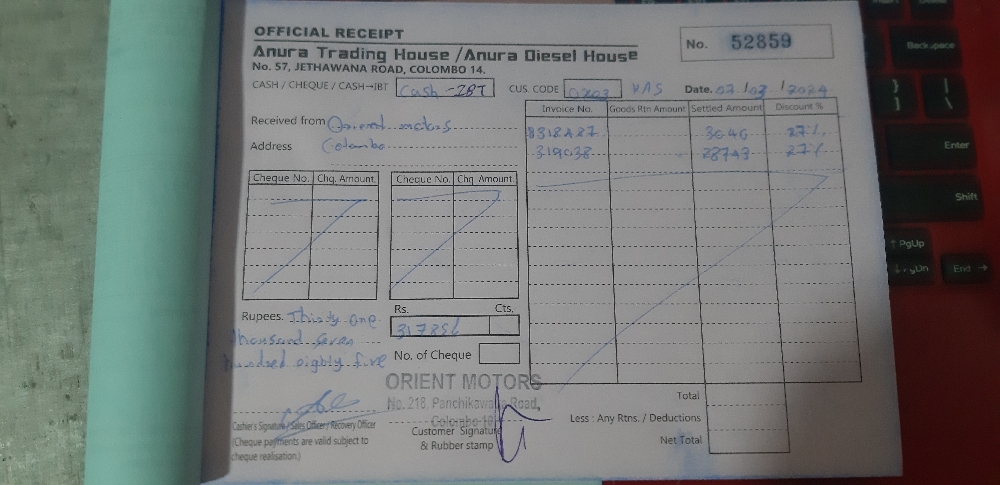 OFFICIAL RECEIPT
Anura Trading House / Anura Diesel House
No. 57, JETHAWANA ROAD, COLOMBO 14.
No. 52859
CASH / CHEQUE / CASH→IBT Cash - IBT CUS. CODE Date. 2024
Received from Orient motors
Address Colombo
Invoice No. Goods Rtn Amount Settled Amount Discount %
27%
319038 28743 27%
Cheque No. Chq. Amount Cheque No. Chq. Amount
Rupees. Thirty one
thousand seven
hundred eighty five
Rs. Cts.
No. of Cheque
ORIENT MOTORS
No. 218, Panchikawatta Road,
Colombo 10
Cashier's Signature / Sales Officer / Recovery Officer
(Cheque payments are valid subject to
cheque realisation.)
Customer Signature
& Rubber stamp
Total
Less : Any Rtns. / Deductions
Net Total
Backspace
}
]
|
\
Enter
Shift
↑ PgUp
End →